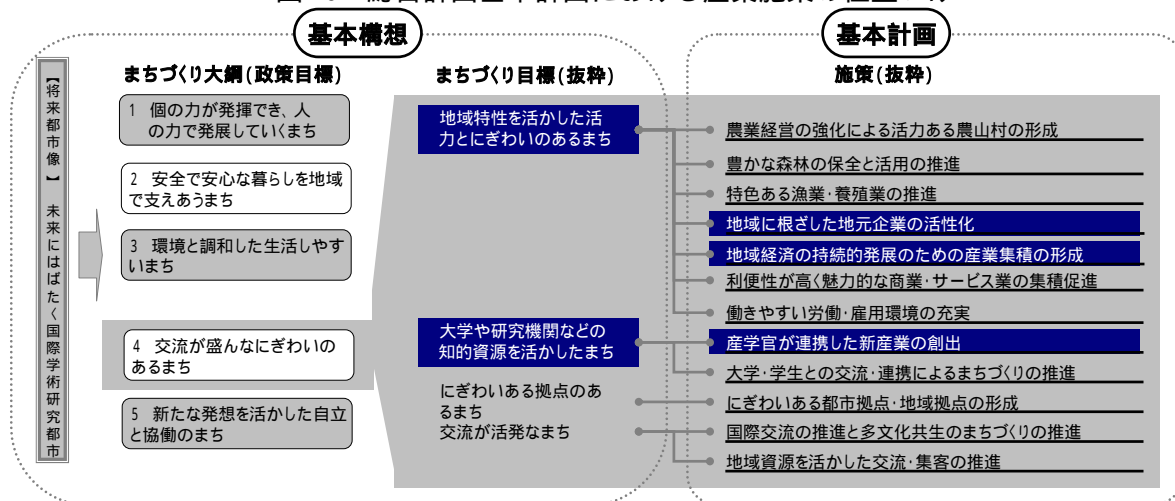 基本構想
基本計画
まちづくり大綱(政策目標)
まちづくり目標(抜粋)
施策(抜粋)
【将来都市像】 未来にはばたく国際学術研究都市
1 個の力が発揮でき、人
の力で発展していくまち
2 安全で安心な暮らしを地域
で支えあうまち
3 環境と調和した生活しやす
いまち
4 交流が盛んなにぎわいの
あるまち
5 新たな発想を活かした自立
と協働のまち
地域特性を活かした活
力とにぎわいのあるまち
大学や研究機関などの
知的資源を活かしたまち
にぎわいある拠点のあ
るまち
交流が活発なまち
農業経営の強化による活力ある農山村の形成
豊かな森林の保全と活用の推進
特色ある漁業・養殖業の推進
地域に根ざした地元企業の活性化
地域経済の持続的発展のための産業集積の形成
利便性が高く魅力的な商業・サービス業の集積促進
働きやすい労働・雇用環境の充実
産学官が連携した新産業の創出
大学・学生との交流・連携によるまちづくりの推進
にぎわいある都市拠点・地域拠点の形成
国際交流の推進と多文化共生のまちづくりの推進
地域資源を活かした交流・集客の推進